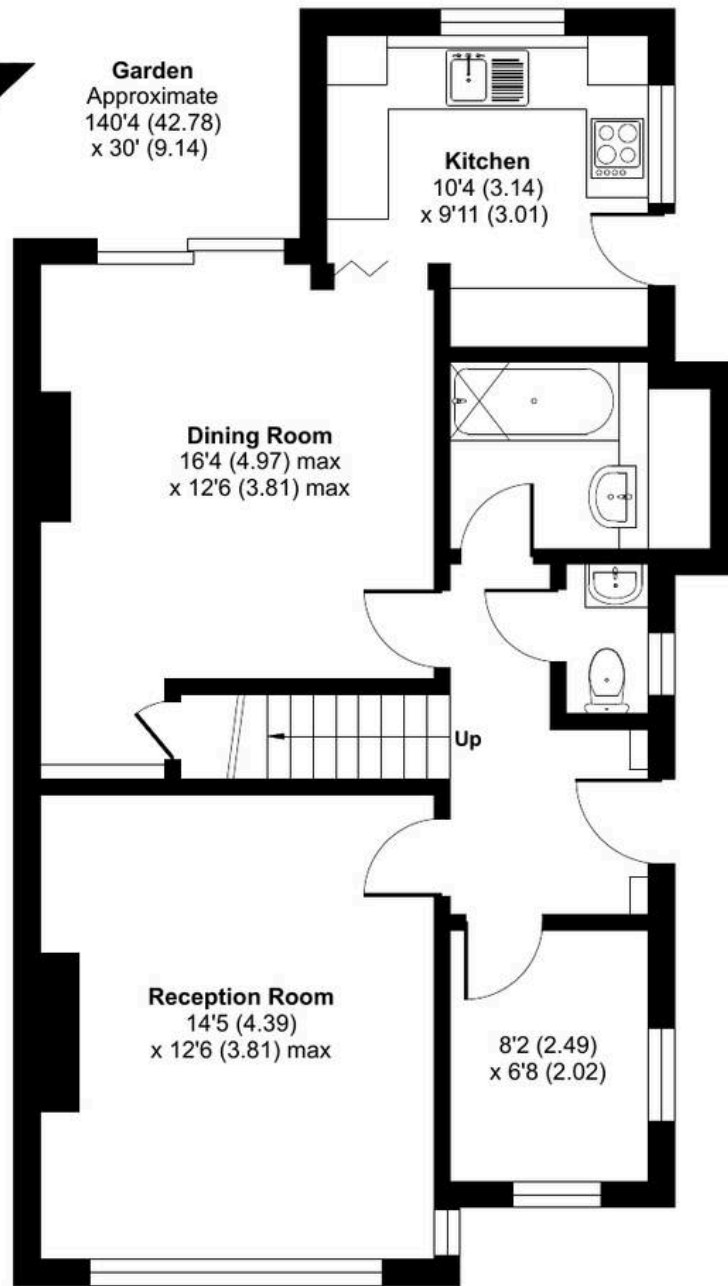 Garden
Approximate
140'4 (42.78)
x 30' (9.14)
Kitchen
10'4 (3.14)
x 9'11 (3.01)
Dining Room
16'4 (4.97) max
x 12'6 (3.81) max
Up
Reception Room
14'5 (4.39)
x 12'6 (3.81) max
8'2 (2.49)
x 6'8 (2.02)